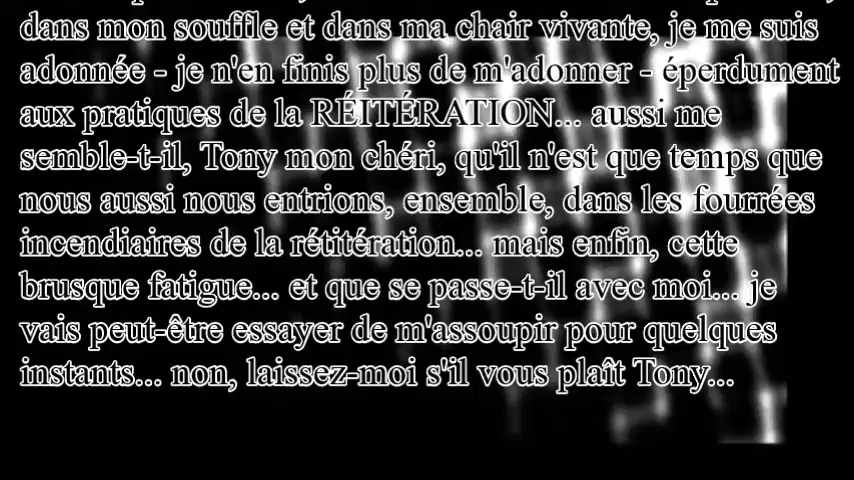 dans mon souffle et dans ma chair vivante, je me suis
adonnée - je n'en finis plus de m'adonner - éperdument
aux pratiques de la RÉITÉRATION... aussi me
semble-t-il, Tony mon chéri, qu'il n'est que temps que
nous aussi nous entrions, ensemble, dans les fourrées
incendiaires de la rétitération... mais enfin, cette
brusque fatigue... et que se passe-t-il avec moi... je
vais peut-être essayer de m'assoupir pour quelques
instants... non, laissez-moi s'il vous plaît Tony...